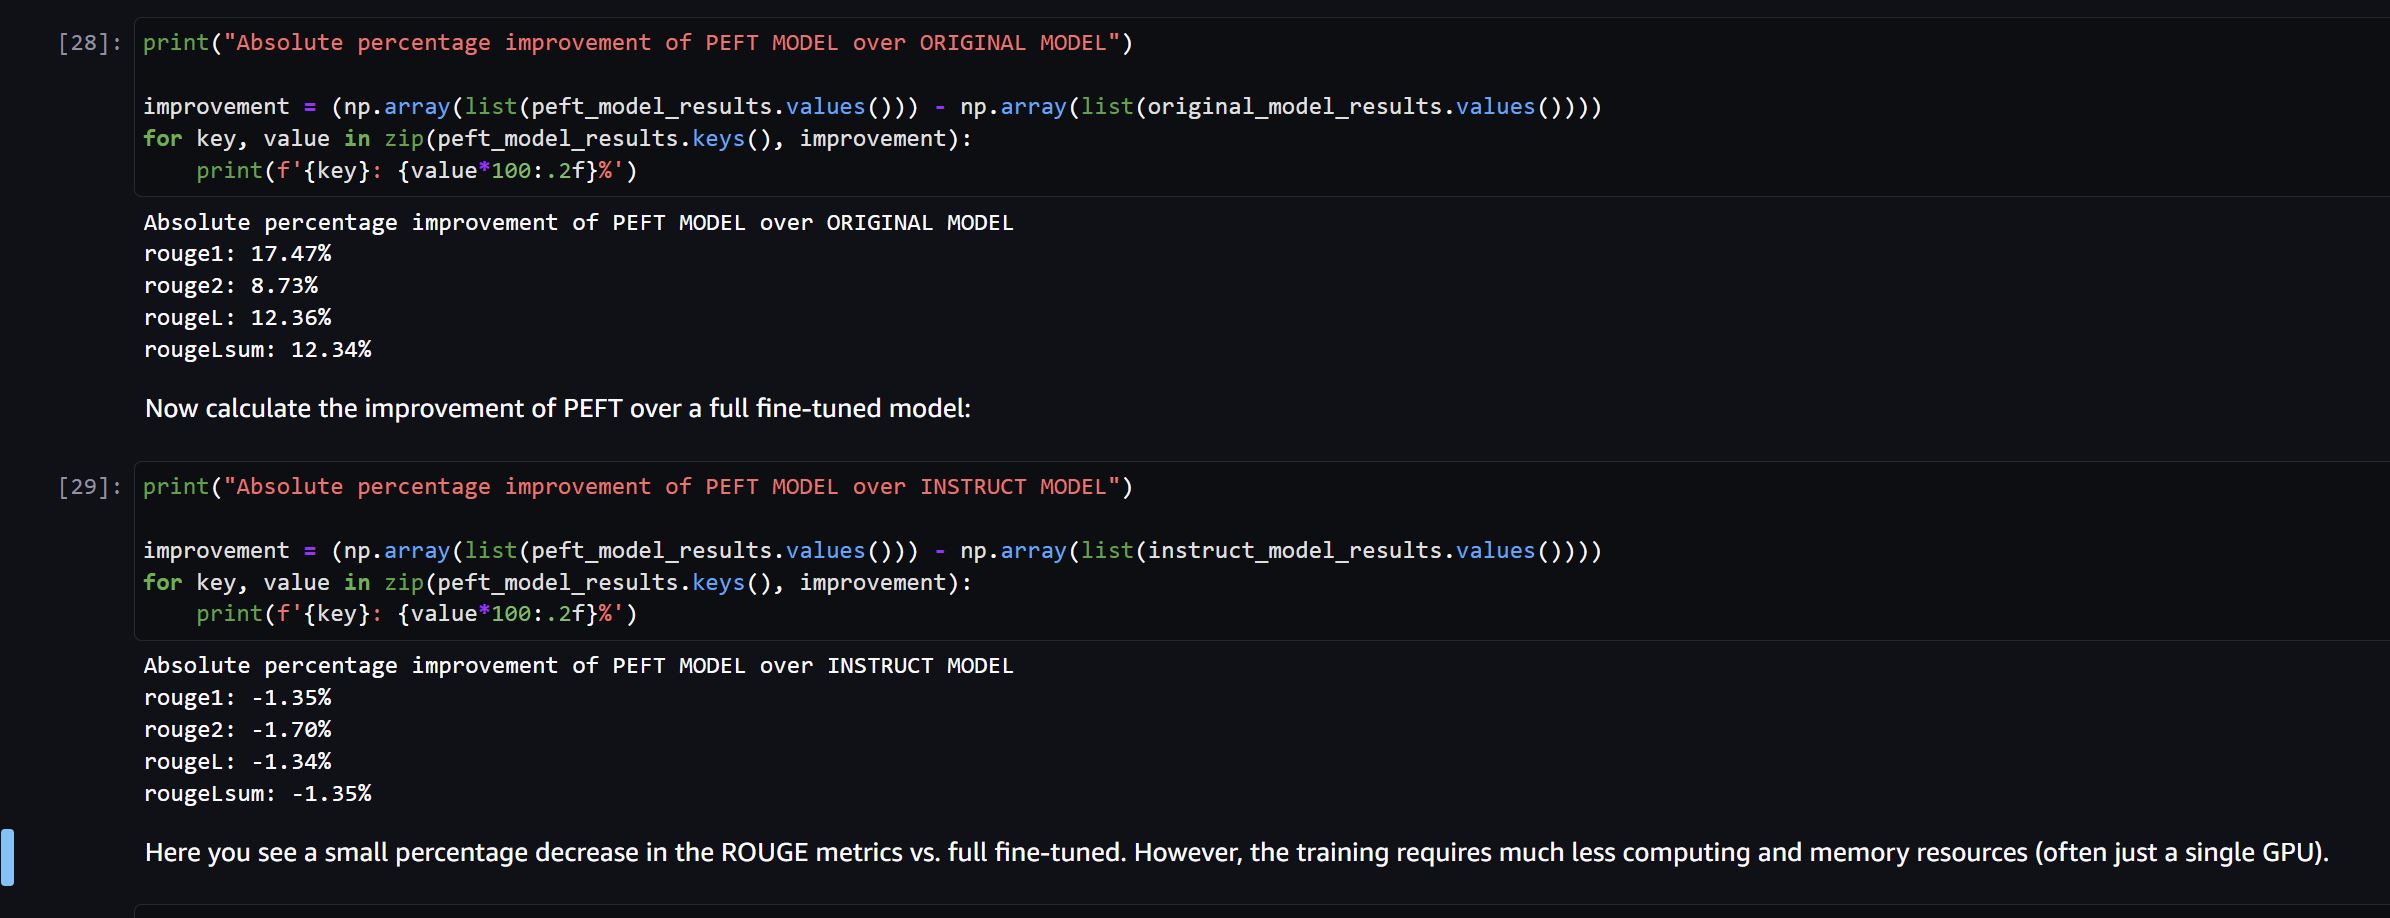 [28]: print("Absolute percentage improvement of PEFT MODEL over ORIGINAL MODEL")
improvement = (np.array(list(peft_model_results.values())) - np.array(list(original_model_results.values())))
for key, value in zip(peft_model_results.keys(), improvement):
    print(f'{key}: {value*100:.2f}%')
Absolute percentage improvement of PEFT MODEL over ORIGINAL MODEL
rouge1: 17.47%
rouge2: 8.73%
rougeL: 12.36%
rougeLsum: 12.34%
Now calculate the improvement of PEFT over a full fine-tuned model:
[29]: print("Absolute percentage improvement of PEFT MODEL over INSTRUCT MODEL")
improvement = (np.array(list(peft_model_results.values())) - np.array(list(instruct_model_results.values())))
for key, value in zip(peft_model_results.keys(), improvement):
    print(f'{key}: {value*100:.2f}%')
Absolute percentage improvement of PEFT MODEL over INSTRUCT MODEL
rouge1: -1.35%
rouge2: -1.70%
rougeL: -1.34%
rougeLsum: -1.35%
Here you see a small percentage decrease in the ROUGE metrics vs. full fine-tuned. However, the training requires much less computing and memory resources (often just a single GPU).